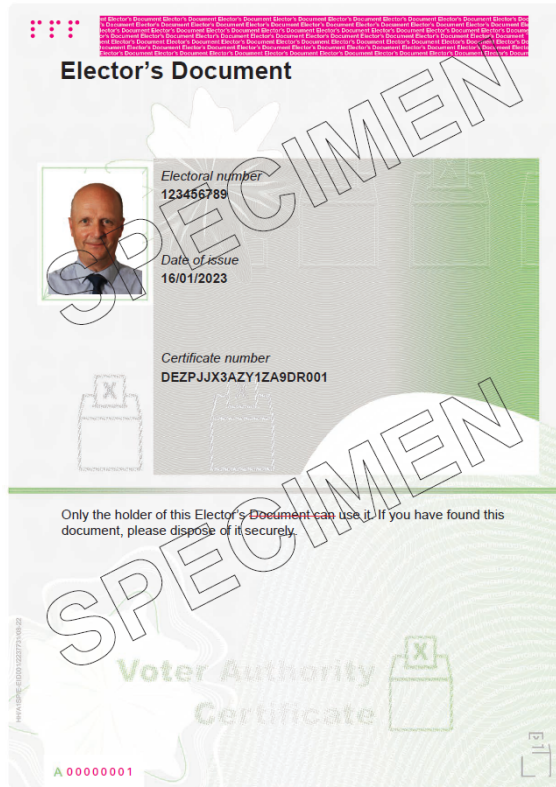 Elector's Document
Electoral number
123456789
Date of issue
16/01/2023
Certificate number
DEZPJJX3AZY1ZA9DR001
X
SPECIMEN
Only the holder of this Elector's Document can use it. If you have found this
document, please dispose of it securely.
SPECIMEN
X
Voter Authority
Certificate
A00000001